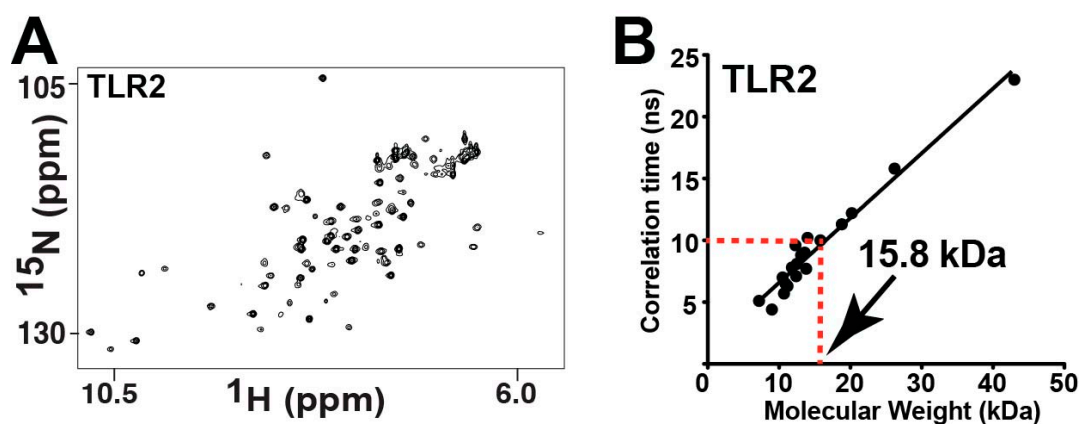 A
TLR2
105
130
15N (ppm)
10.5
6.0
1H (ppm)
B
TLR2
25
20
15
10
5
0
10
20
30
40
50
Correlation time (ns)
Molecular Weight (kDa)
15.8 kDa